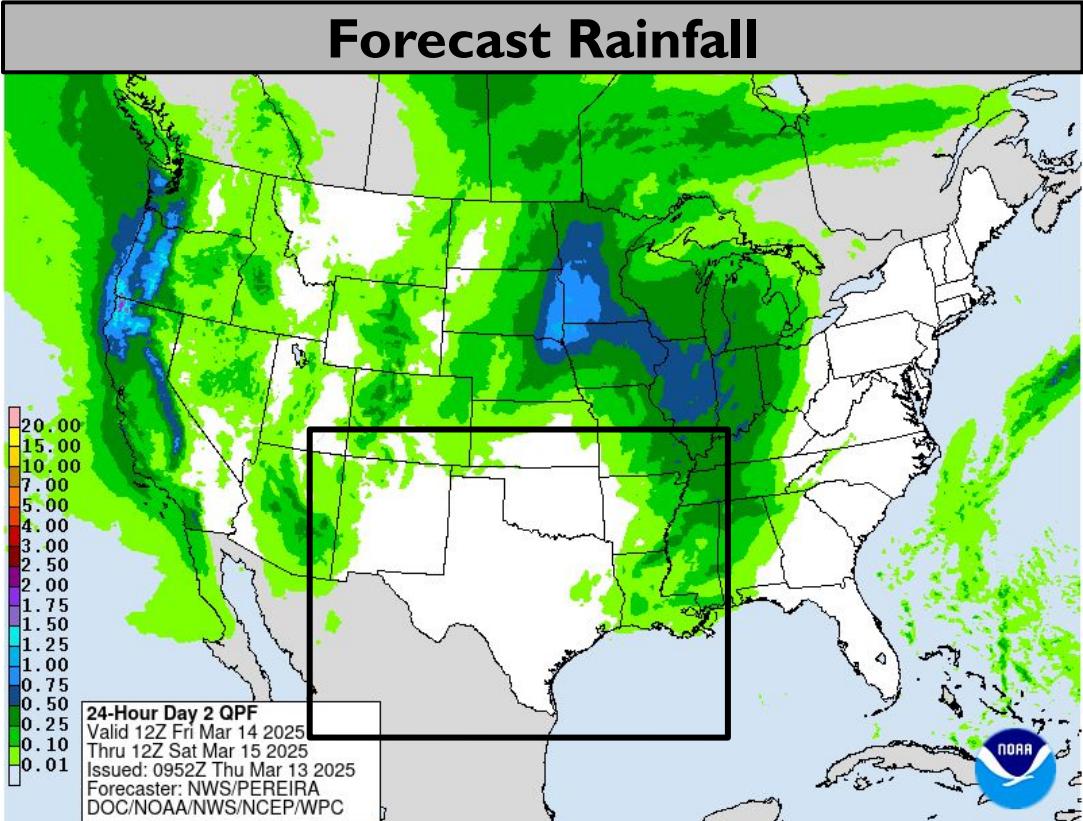 Forecast Rainfall
20.00
15.00
10.00
7.00
5.00
4.00
3.00
2.50
2.00
1.75
1.50
1.25
1.00
0.75
0.50
0.25
0.10
0.01
24-Hour Day 2 QPF
Valid 12Z Fri Mar 14 2025
Thru 12Z Sat Mar 15 2025
Issued: 0952Z Thu Mar 13 2025
Forecaster: NWS/PEREIRA
DOC/NOAA/NWS/NCEP/WPC
NOAA